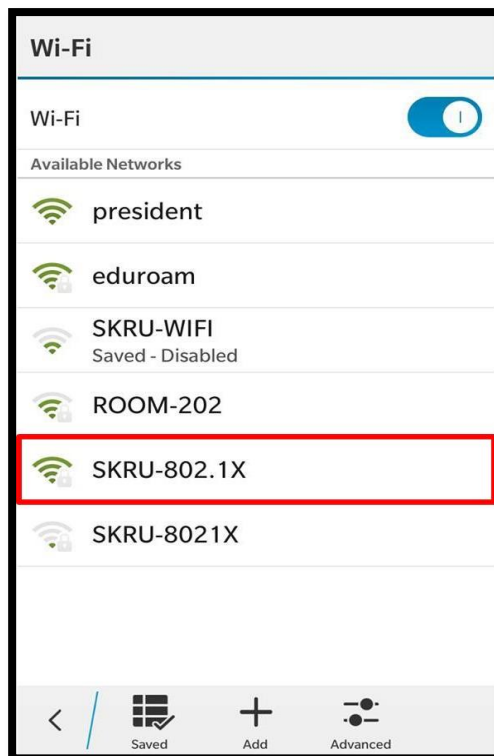 Wi-Fi
Wi-Fi
Available Networks
president
eduroam
SKRU-WIFI
Saved - Disabled
ROOM-202
SKRU-802.1X
SKRU-8021X
Saved Add Advanced